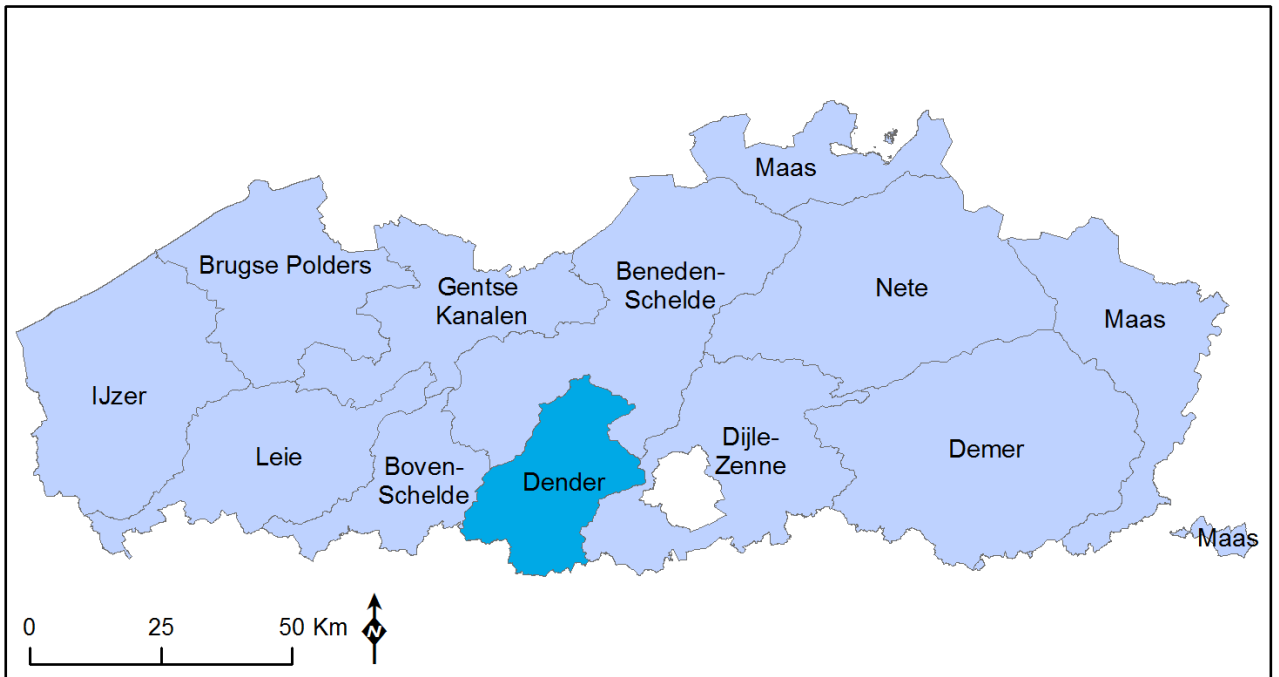 Maas
Brugse Polders
Beneden-
Schelde
Gentse
Kanalen
Nete
Maas
IJzer
Leie
Boven-
Schelde
Dender
Dijle-
Zenne
Demer
Maas
0 25 50 Km
N